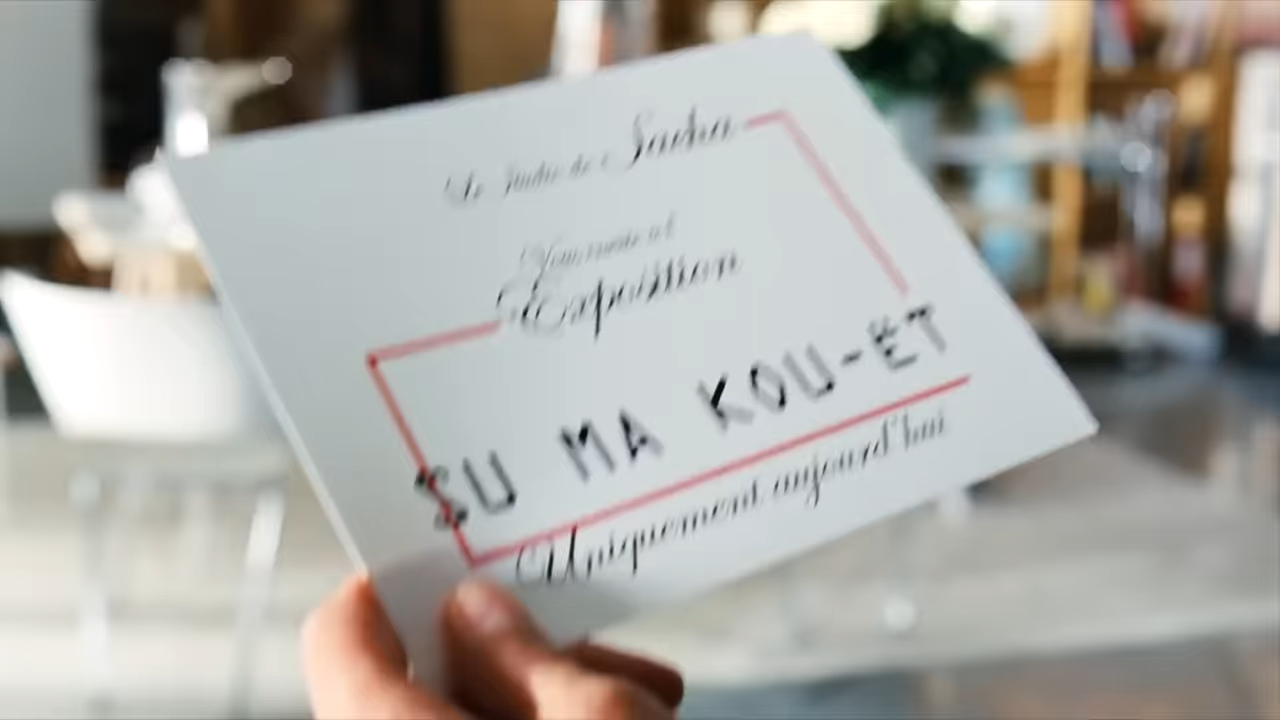 Le Studio de Sacha
Vous invite à l'
Exposition
SU MA KOU-ET
Uniquement aujourd'hui